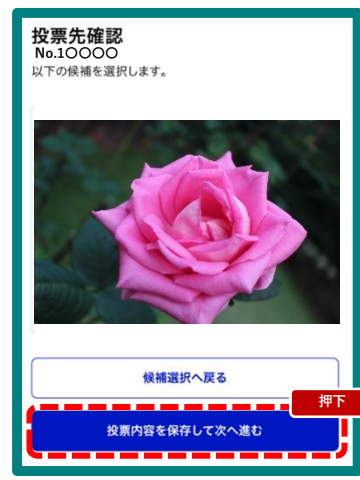 投票先確認
No.1〇〇〇〇
以下の候補を選択します。
候補選択へ戻る
押下
投票内容を保存して次へ進む